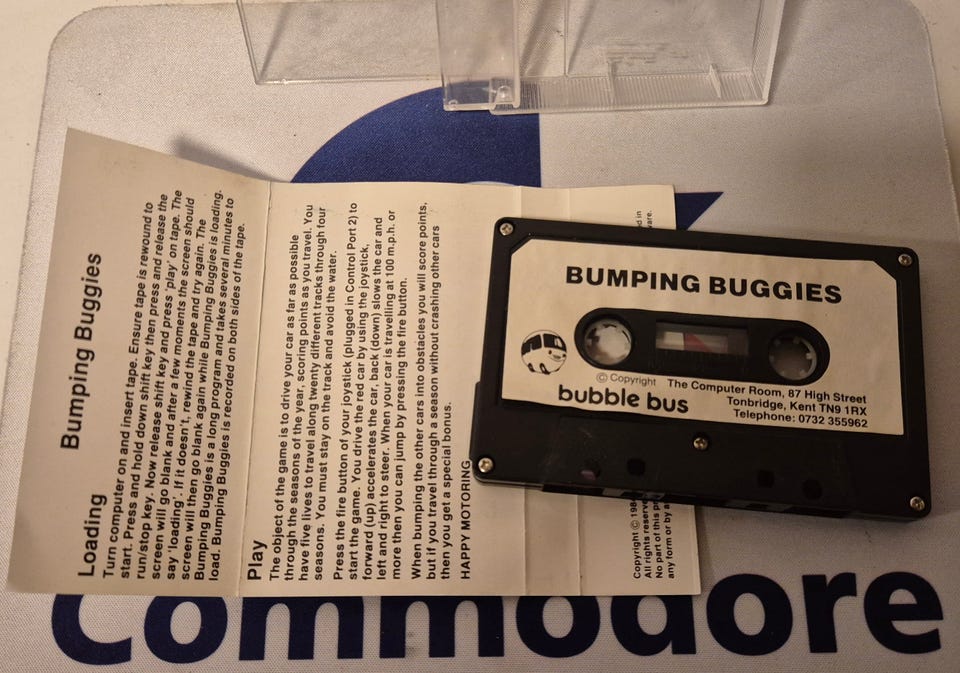 Bumping Buggies
Loading
Turn computer on and insert tape. Ensure tape is rewound to
start. Press and hold down shift key then press and release the
run/stop key. Now release shift key and press 'play' on tape. The
screen will go blank and after a few moments the screen should
say 'loading'. If it doesn't, rewind the tape and try again. The
screen will then go blank again while Bumping Buggies is loading.
Bumping Buggies is a long program and takes several minutes to
load. Bumping Buggies is recorded on both sides of the tape.
Play
The object of the game is to drive your car as far as possible
through the seasons of the year, scoring points as you travel. You
have five lives to travel along twenty different tracks through four
seasons. You must stay on the track and avoid the water.
Press the fire button of your joystick (plugged in Control Port 2) to
start the game. You drive the red car by using the joystick,
forward (up) accelerates the car, back (down) slows the car and
left and right to steer. When your car is travelling at 100 m.p.h. or
more then you can jump by pressing the fire button.
When bumping the other cars into obstacles you will score points,
but if you travel through a season without crashing other cars
then you get a special bonus.
HAPPY MOTORING
Copyright © 198
All rights reserve
No part of this p
any form or by a
d in
ware.
BUMPING BUGGIES
© Copyright
bubble bus
The Computer Room, 87 High Street
Tonbridge, Kent TN9 1RX
Telephone: 0732 355962
Commodore